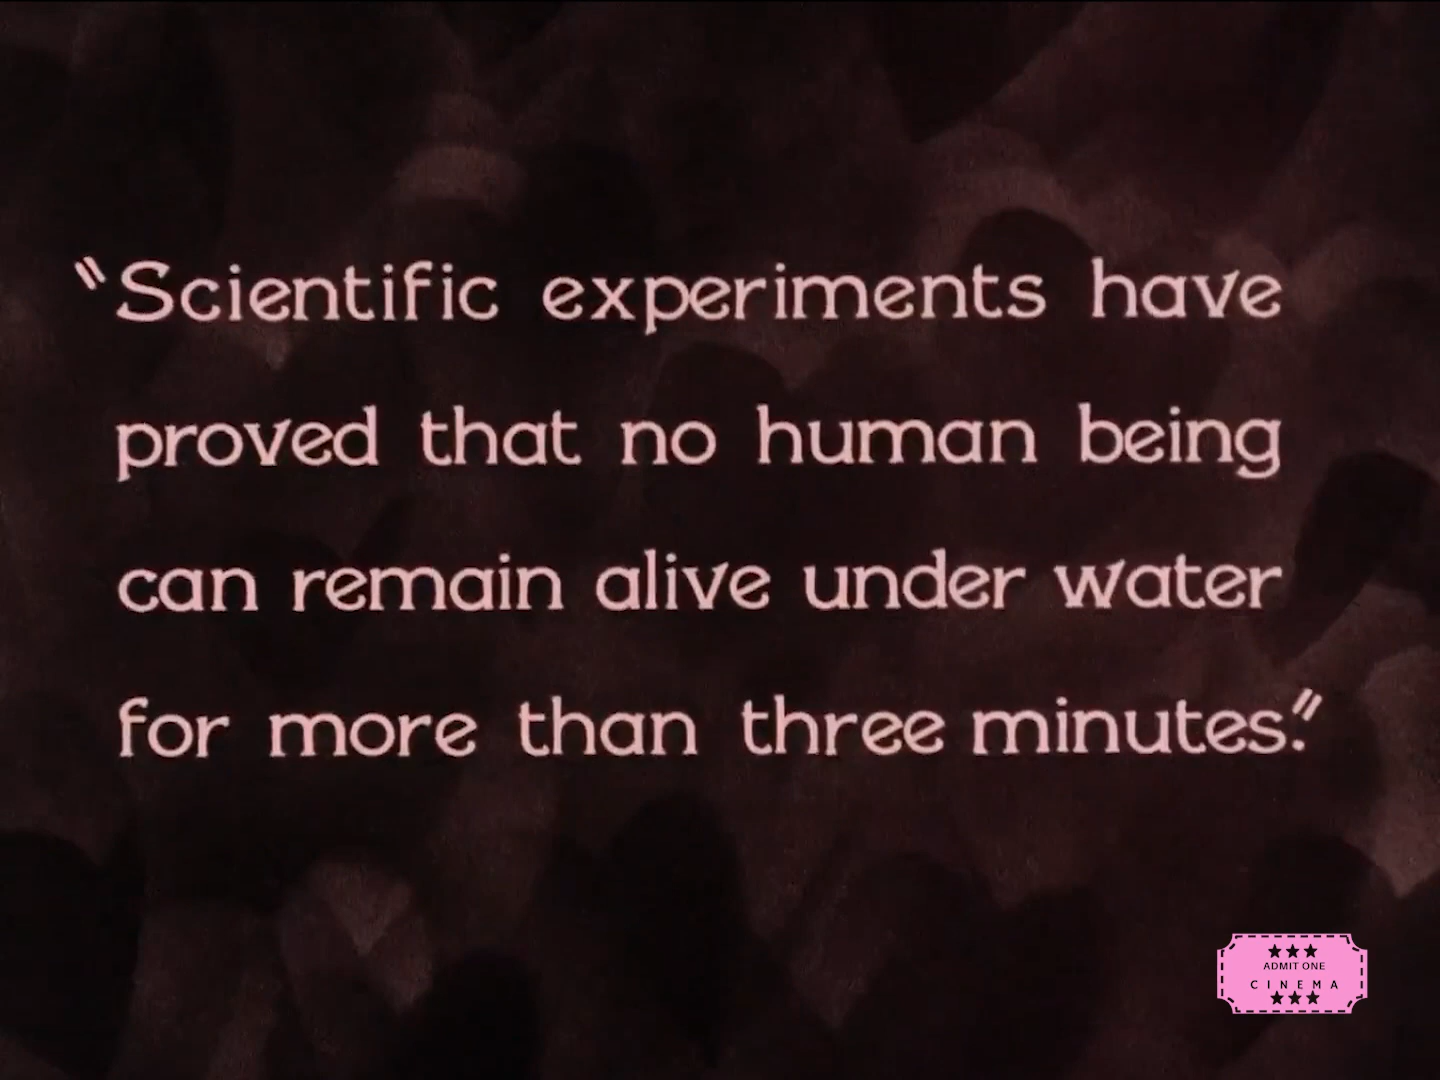 "Scientific experiments have
proved that no human being
can remain alive under water
for more than three minutes."
ADMIT ONE
CINEMA